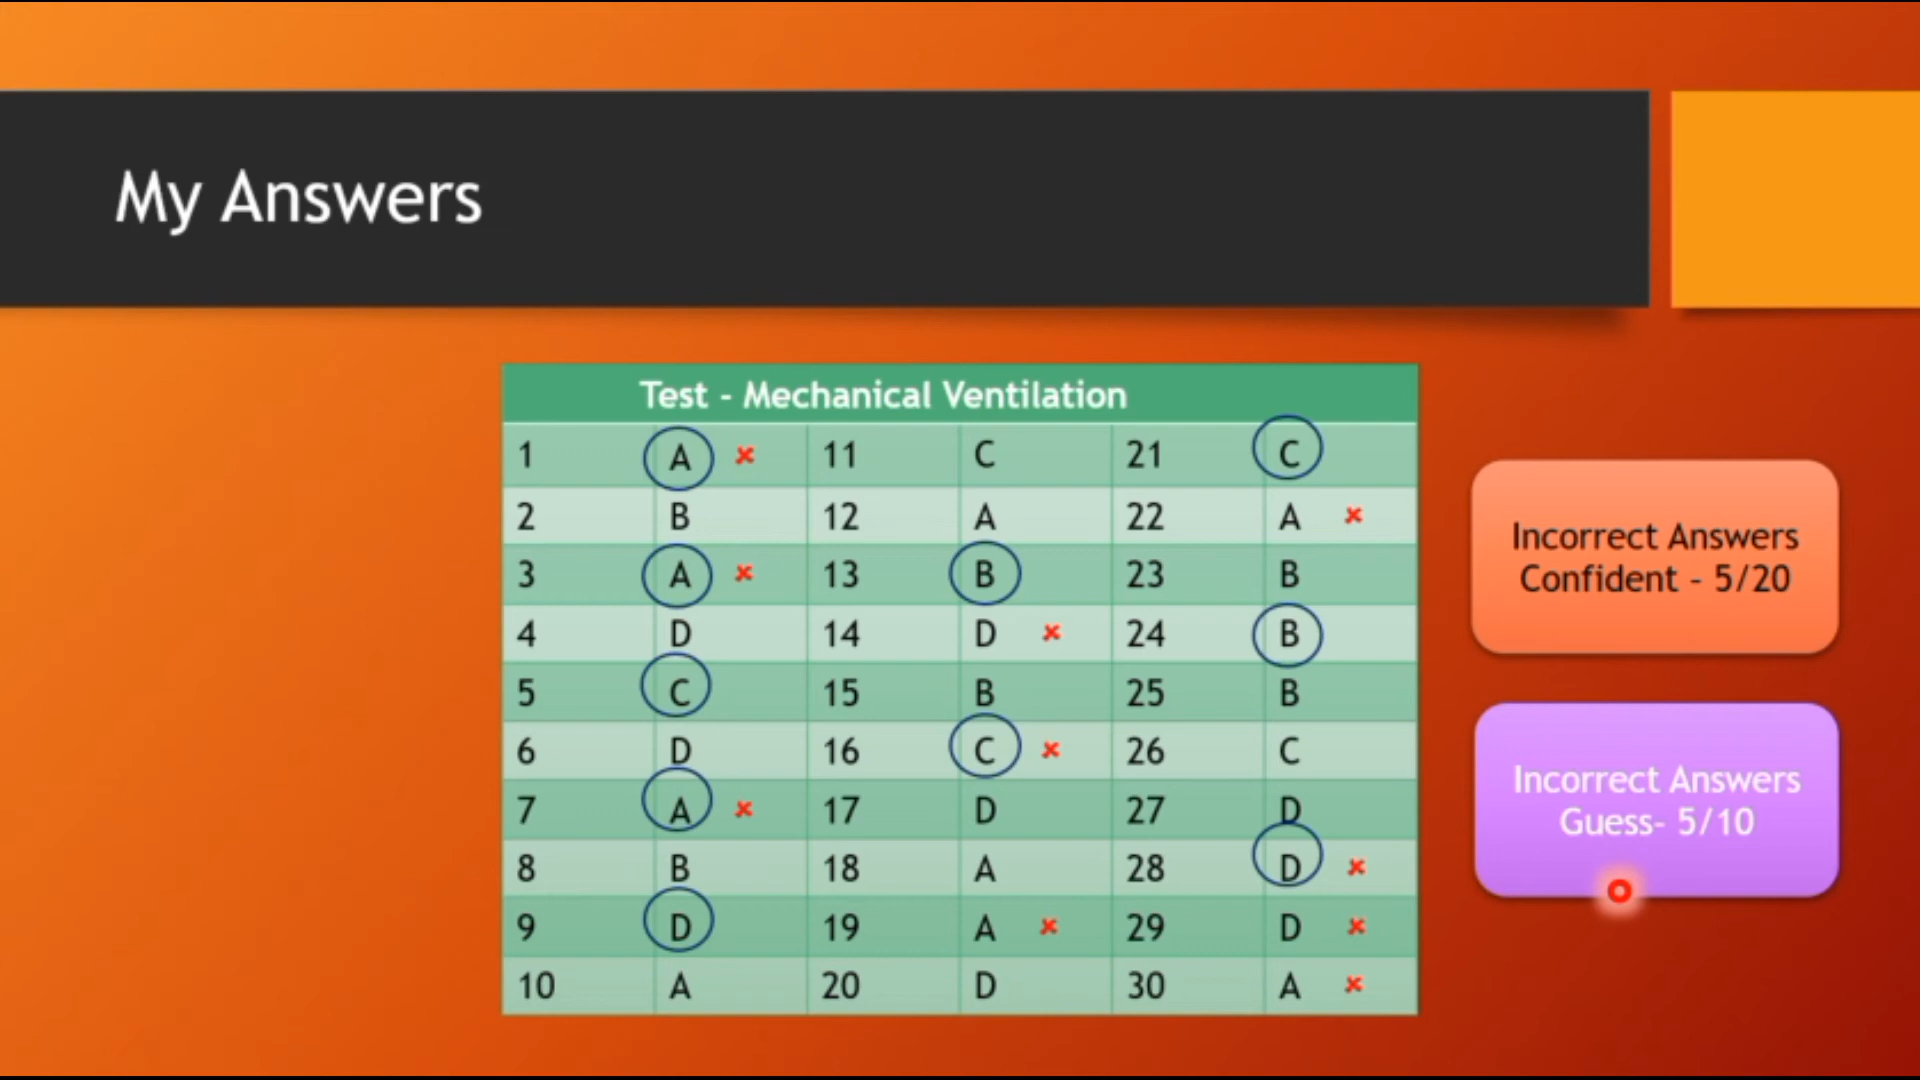 My Answers
Test - Mechanical Ventilation
1 A × 11 C 21 C
2 B 12 A 22 A ×
3 A × 13 B 23 B
4 D 14 D × 24 B
5 C 15 B 25 B
6 D 16 C × 26 C
7 A × 17 D 27 D
8 B 18 A 28 D ×
9 D 19 A × 29 D ×
10 A 20 D 30 A ×
Incorrect Answers
Confident - 5/20
Incorrect Answers
Guess- 5/10